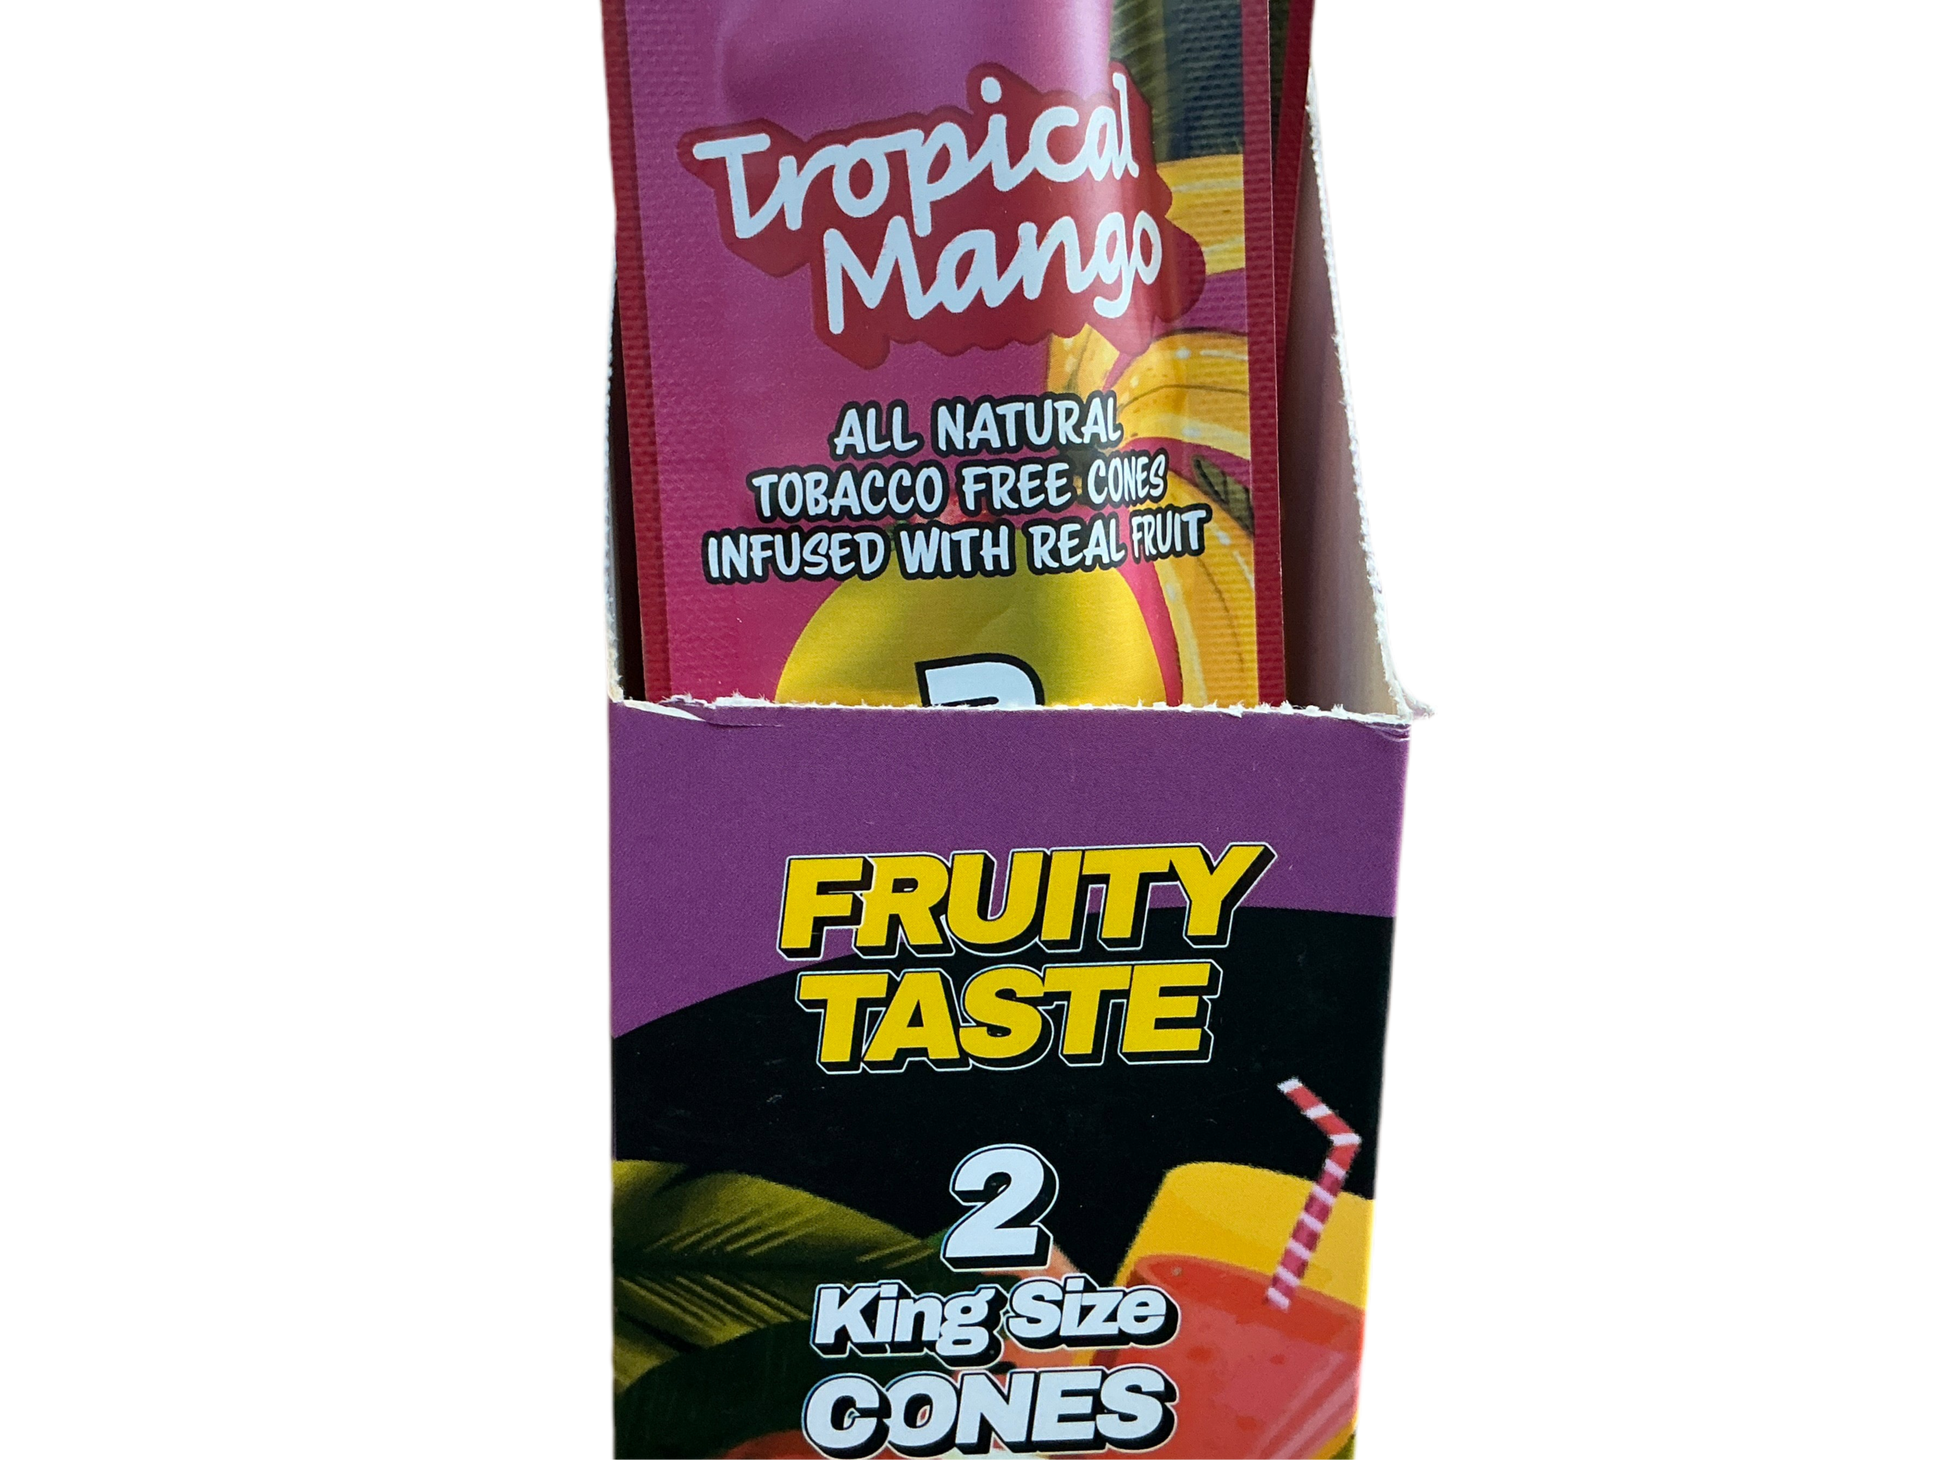 Tropical
Mango
ALL NATURAL
TOBACCO FREE CONES
INFUSED WITH REAL FRUIT
FRUITY
TASTE
2
King Size
CONES